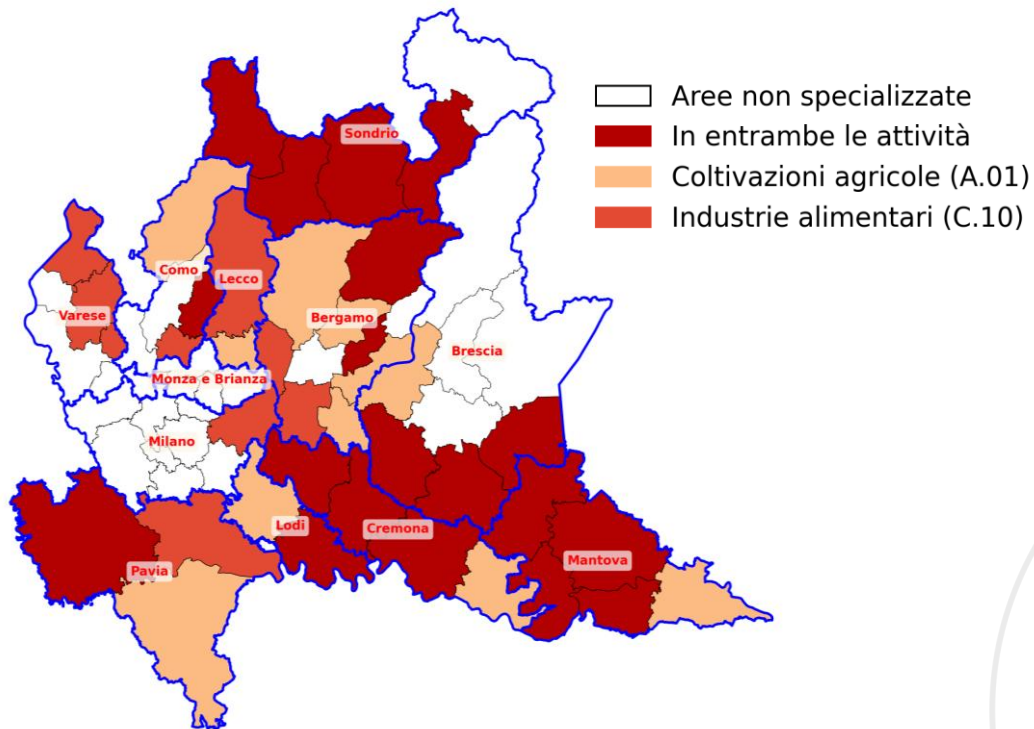 Aree non specializzate
In entrambe le attività
Coltivazioni agricole (A.01)
Industrie alimentari (C.10)
Sondrio
Como
Lecco
Varese
Bergamo
Brescia
Monza e Brianza
Milano
Lodi
Cremona
Mantova
Pavia